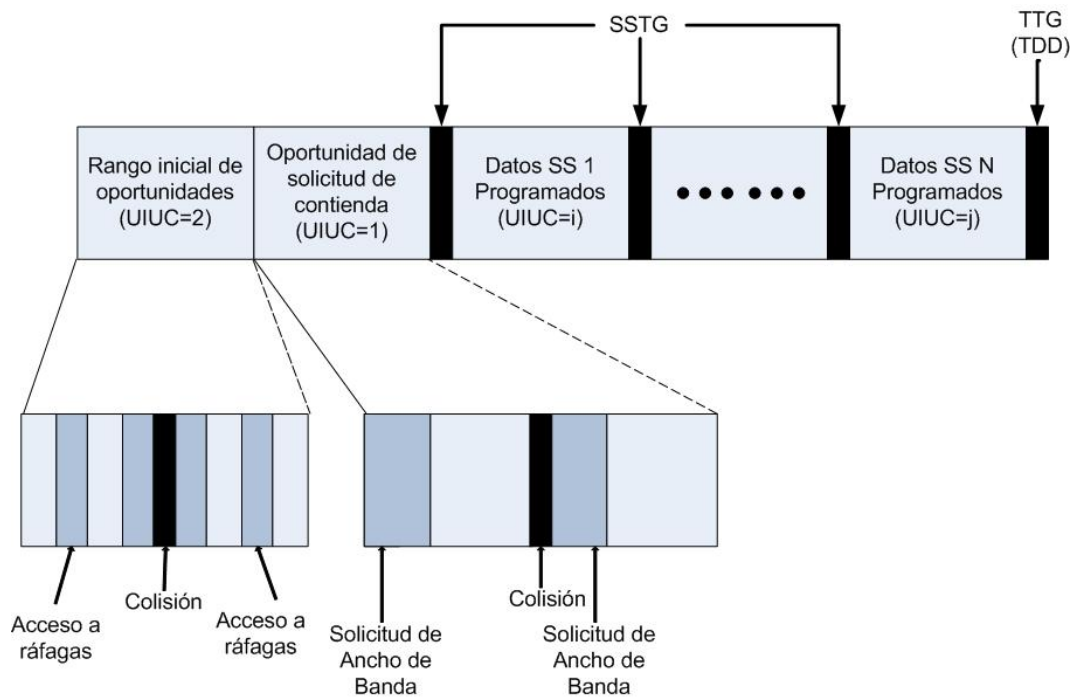 SSTG
TTG
(TDD)
Rango inicial de
oportunidades
(UIUC=2)
Oportunidad de
solicitud de
contienda
(UIUC=1)
Datos SS 1
Programados
(UIUC=i)
Datos SS N
Programados
(UIUC=j)
Acceso a
ráfagas
Colisión
Acceso a
ráfagas
Solicitud de
Ancho de
Banda
Colisión
Solicitud de
Ancho de
Banda